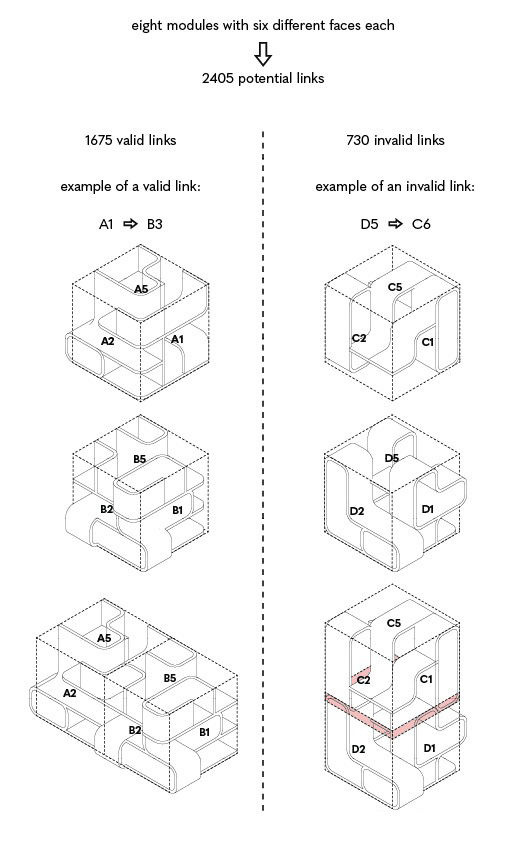 eight modules with six different faces each
2405 potential links
1675 valid links
730 invalid links
example of a valid link:
example of an invalid link:
A1 ⇨ B3
D5 ⇨ C6
A5
A2
A1
C5
C2
C1
B5
B2
B1
D5
D2
D1
A5
A2
B5
B2
B1
C5
C2
C1
D2
D1